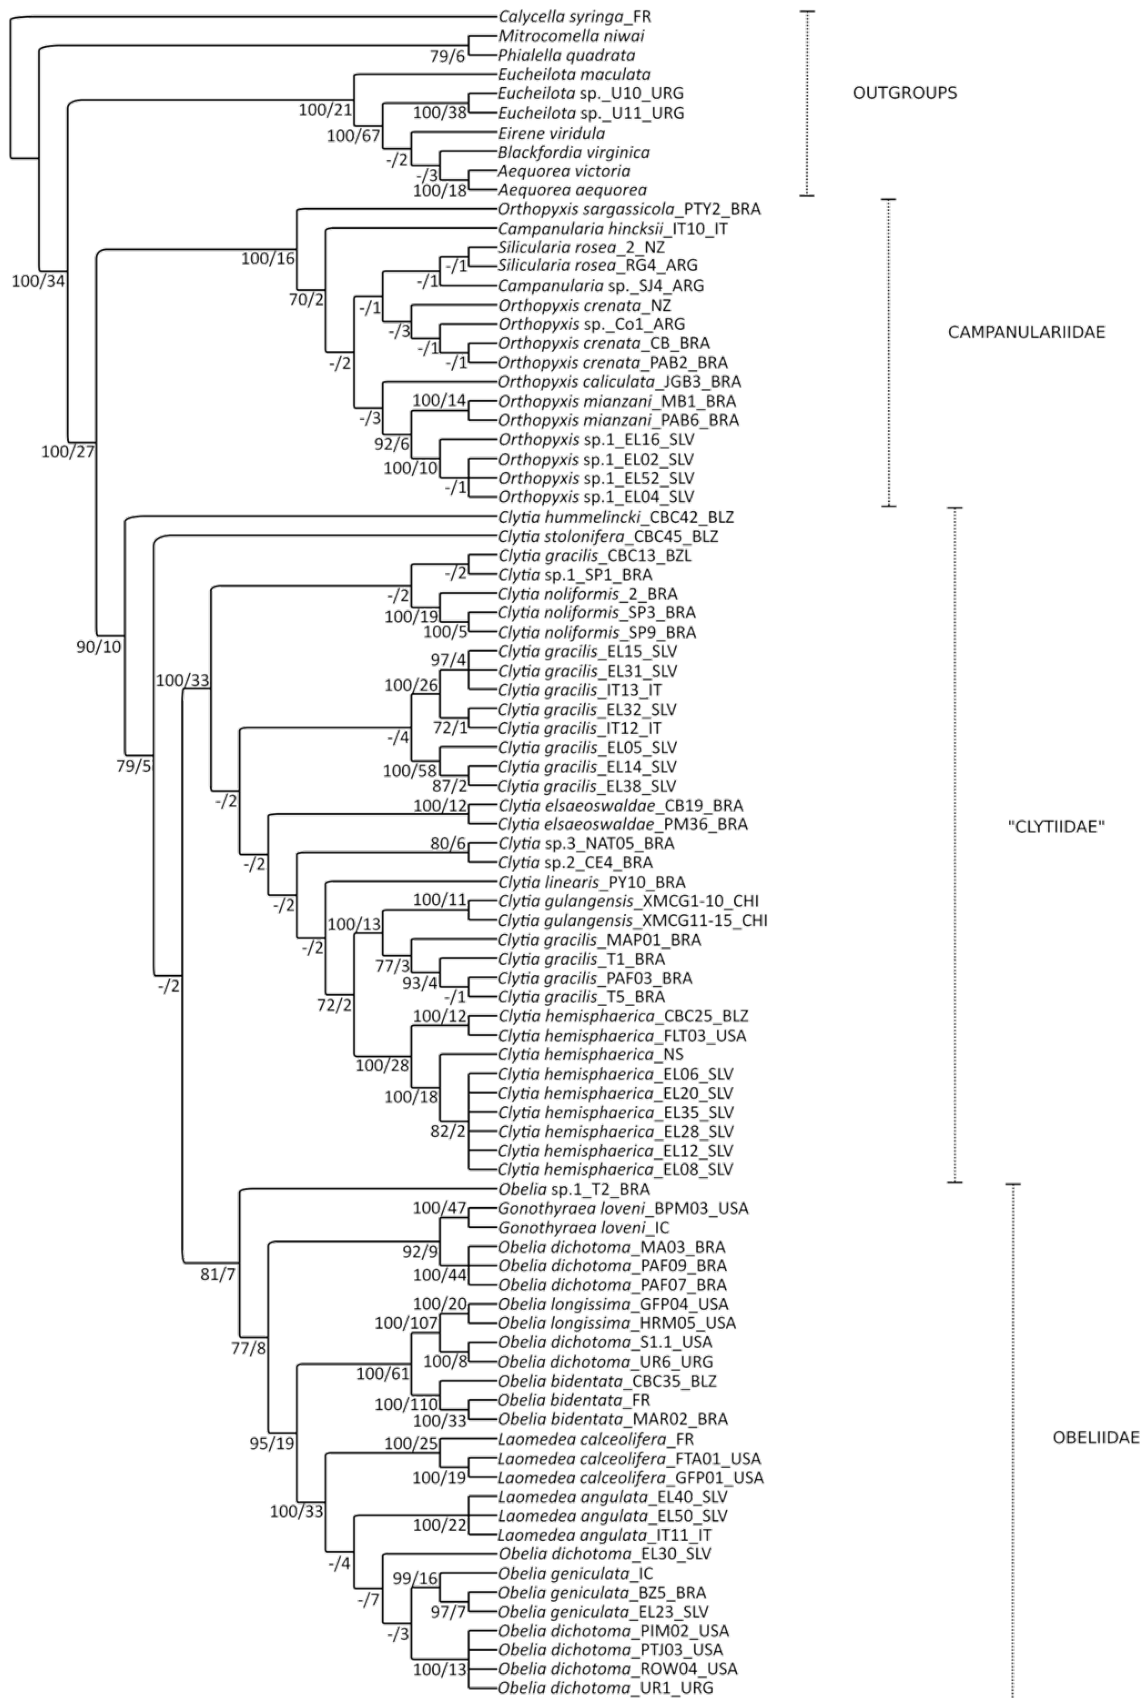 Calycella syringa_FR
Mitrocomella niwai
79/6
Phialella quadrata
Eucheilota maculata
Eucheilota sp._U10_URG
OUTGROUPS
100/21
100/38
Eucheilota sp._U11_URG
100/67
Eirene viridula
-/2
Blackfordia virginica
-/3
Aequorea victoria
100/18
Aequorea aequorea
Orthopyxis sargassicola_PTY2_BRA
Campanularia hincksii_IT10_IT
Silicularia rosea_2_NZ
100/16
-/1
Silicularia rosea_RG4_ARG
100/34
-/1
Campanularia sp._SJ4_ARG
70/2
-/1
Orthopyxis crenata_NZ
-/3
Orthopyxis sp._Co1_ARG
CAMPANULARIIDAE
-/1
Orthopyxis crenata_CB_BRA
-/2
-/1
Orthopyxis crenata_PAB2_BRA
Orthopyxis caliculata_JGB3_BRA
100/14
Orthopyxis mianzani_MB1_BRA
-/3
Orthopyxis mianzani_PAB6_BRA
92/6
Orthopyxis sp.1_EL16_SLV
100/27
Orthopyxis sp.1_EL02_SLV
100/10
Orthopyxis sp.1_EL52_SLV
-/1
Orthopyxis sp.1_EL04_SLV
Clytia hummelincki_CBC42_BLZ
Clytia stolonifera_CBC45_BLZ
Clytia gracilis_CBC13_BZL
-/2
Clytia sp.1_SP1_BRA
-/2
Clytia noliformis_2_BRA
100/19
Clytia noliformis_SP3_BRA
100/5
Clytia noliformis_SP9_BRA
90/10
Clytia gracilis_EL15_SLV
97/4
Clytia gracilis_EL31_SLV
100/33
100/26
Clytia gracilis_IT13_IT
Clytia gracilis_EL32_SLV
72/1
Clytia gracilis_IT12_IT
-/4
Clytia gracilis_EL05_SLV
79/5
100/58
Clytia gracilis_EL14_SLV
87/2
Clytia gracilis_EL38_SLV
-/2
100/12
Clytia elsaeoswaldae_CB19_BRA
Clytia elsaeoswaldae_PM36_BRA
"CLYTIIDAE"
80/6
Clytia sp.3_NAT05_BRA
-/2
Clytia sp.2_CE4_BRA
Clytia linearis_PY10_BRA
-/2
100/11
Clytia gulangensis_XMCG1-10_CHI
100/13
Clytia gulangensis_XMCG11-15_CHI
-/2
Clytia gracilis_MAP01_BRA
77/3
Clytia gracilis_T1_BRA
-/2
93/4
Clytia gracilis_PAF03_BRA
72/2
-/1
Clytia gracilis_T5_BRA
100/12
Clytia hemisphaerica_CBC25_BLZ
Clytia hemisphaerica_FLT03_USA
Clytia hemisphaerica_NS
100/28
Clytia hemisphaerica_EL06_SLV
100/18
Clytia hemisphaerica_EL20_SLV
Clytia hemisphaerica_EL35_SLV
82/2
Clytia hemisphaerica_EL28_SLV
Clytia hemisphaerica_EL12_SLV
Clytia hemisphaerica_EL08_SLV
Obelia sp.1_T2_BRA
100/47
Gonothyraea loveni_BPM03_USA
Gonothyraea loveni_IC
92/9
Obelia dichotoma_MA03_BRA
81/7
100/44
Obelia dichotoma_PAF09_BRA
Obelia dichotoma_PAF07_BRA
100/20
Obelia longissima_GFP04_USA
100/107
Obelia longissima_HRM05_USA
77/8
Obelia dichotoma_S1.1_USA
100/8
Obelia dichotoma_UR6_URG
100/61
Obelia bidentata_CBC35_BLZ
100/110
Obelia bidentata_FR
100/33
Obelia bidentata_MAR02_BRA
95/19
100/25
Laomedea calceolifera_FR
OBELIIDAE
Laomedea calceolifera_FTA01_USA
100/19
Laomedea calceolifera_GFP01_USA
100/33
Laomedea angulata_EL40_SLV
Laomedea angulata_EL50_SLV
100/22
Laomedea angulata_IT11_IT
-/4
Obelia dichotoma_EL30_SLV
99/16
Obelia geniculata_IC
-/7
Obelia geniculata_BZ5_BRA
97/7
Obelia geniculata_EL23_SLV
-/3
Obelia dichotoma_PIM02_USA
Obelia dichotoma_PTJ03_USA
100/13
Obelia dichotoma_ROW04_USA
Obelia dichotoma_UR1_URG